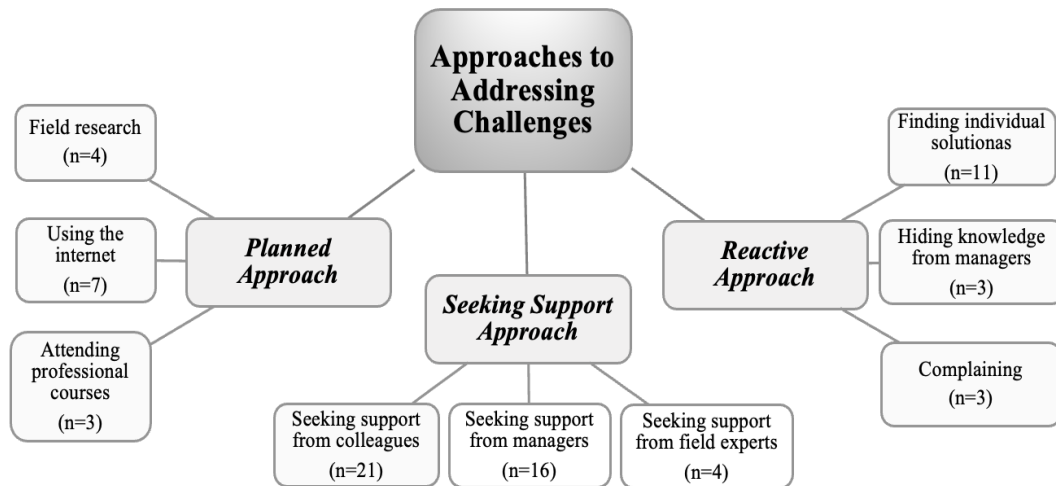 Approaches to
Addressing
Challenges
Field research
(n=4)
Using the
internet
(n=7)
Attending
professional
courses
(n=3)
Planned
Approach
Seeking Support
Approach
Seeking support
from colleagues
(n=21)
Seeking support
from managers
(n=16)
Seeking support
from field experts
(n=4)
Reactive
Approach
Finding individual
solutionas
(n=11)
Hiding knowledge
from managers
(n=3)
Complaining
(n=3)